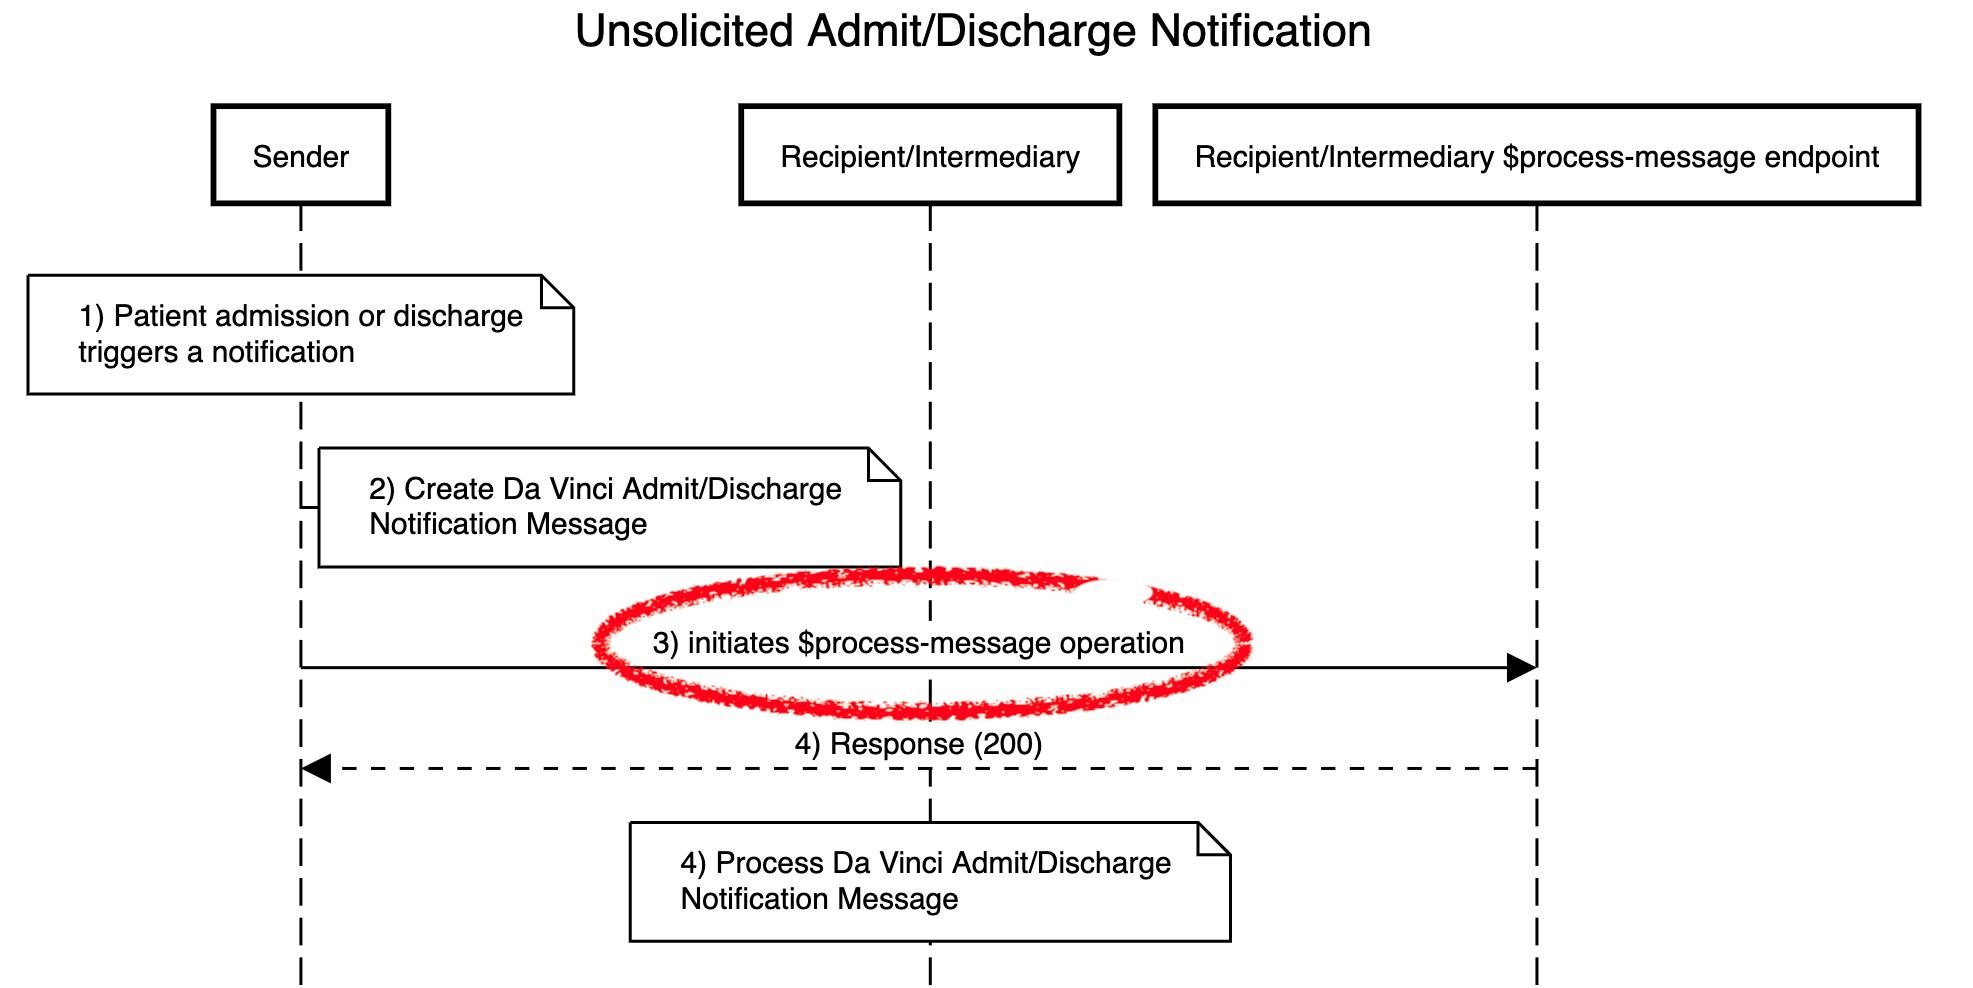 Unsolicited Admit/Discharge Notification
Sender
Recipient/Intermediary
Recipient/Intermediary $process-message endpoint
1) Patient admission or discharge
triggers a notification
2) Create Da Vinci Admit/Discharge
Notification Message
3) initiates $process-message operation
4) Response (200)
4) Process Da Vinci Admit/Discharge
Notification Message